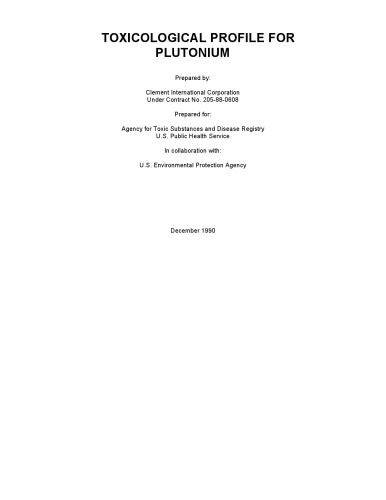 TOXICOLOGICAL PROFILE FOR
PLUTONIUM
Prepared by:
Clement International Corporation
Under Contract No. 205-88-0608
Prepared for:
Agency for Toxic Substances and Disease Registry
U.S. Public Health Service
In collaboration with:
U.S. Environmental Protection Agency
December 1990